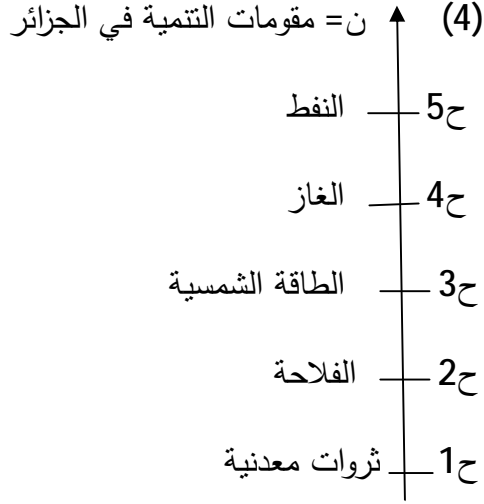 (4) ن= مقومات التنمية في الجزائر
ح5 النفط
ح4 الغاز
ح3 الطاقة الشمسية
ح2 الفلاحة
ح1 ثروات معدنية